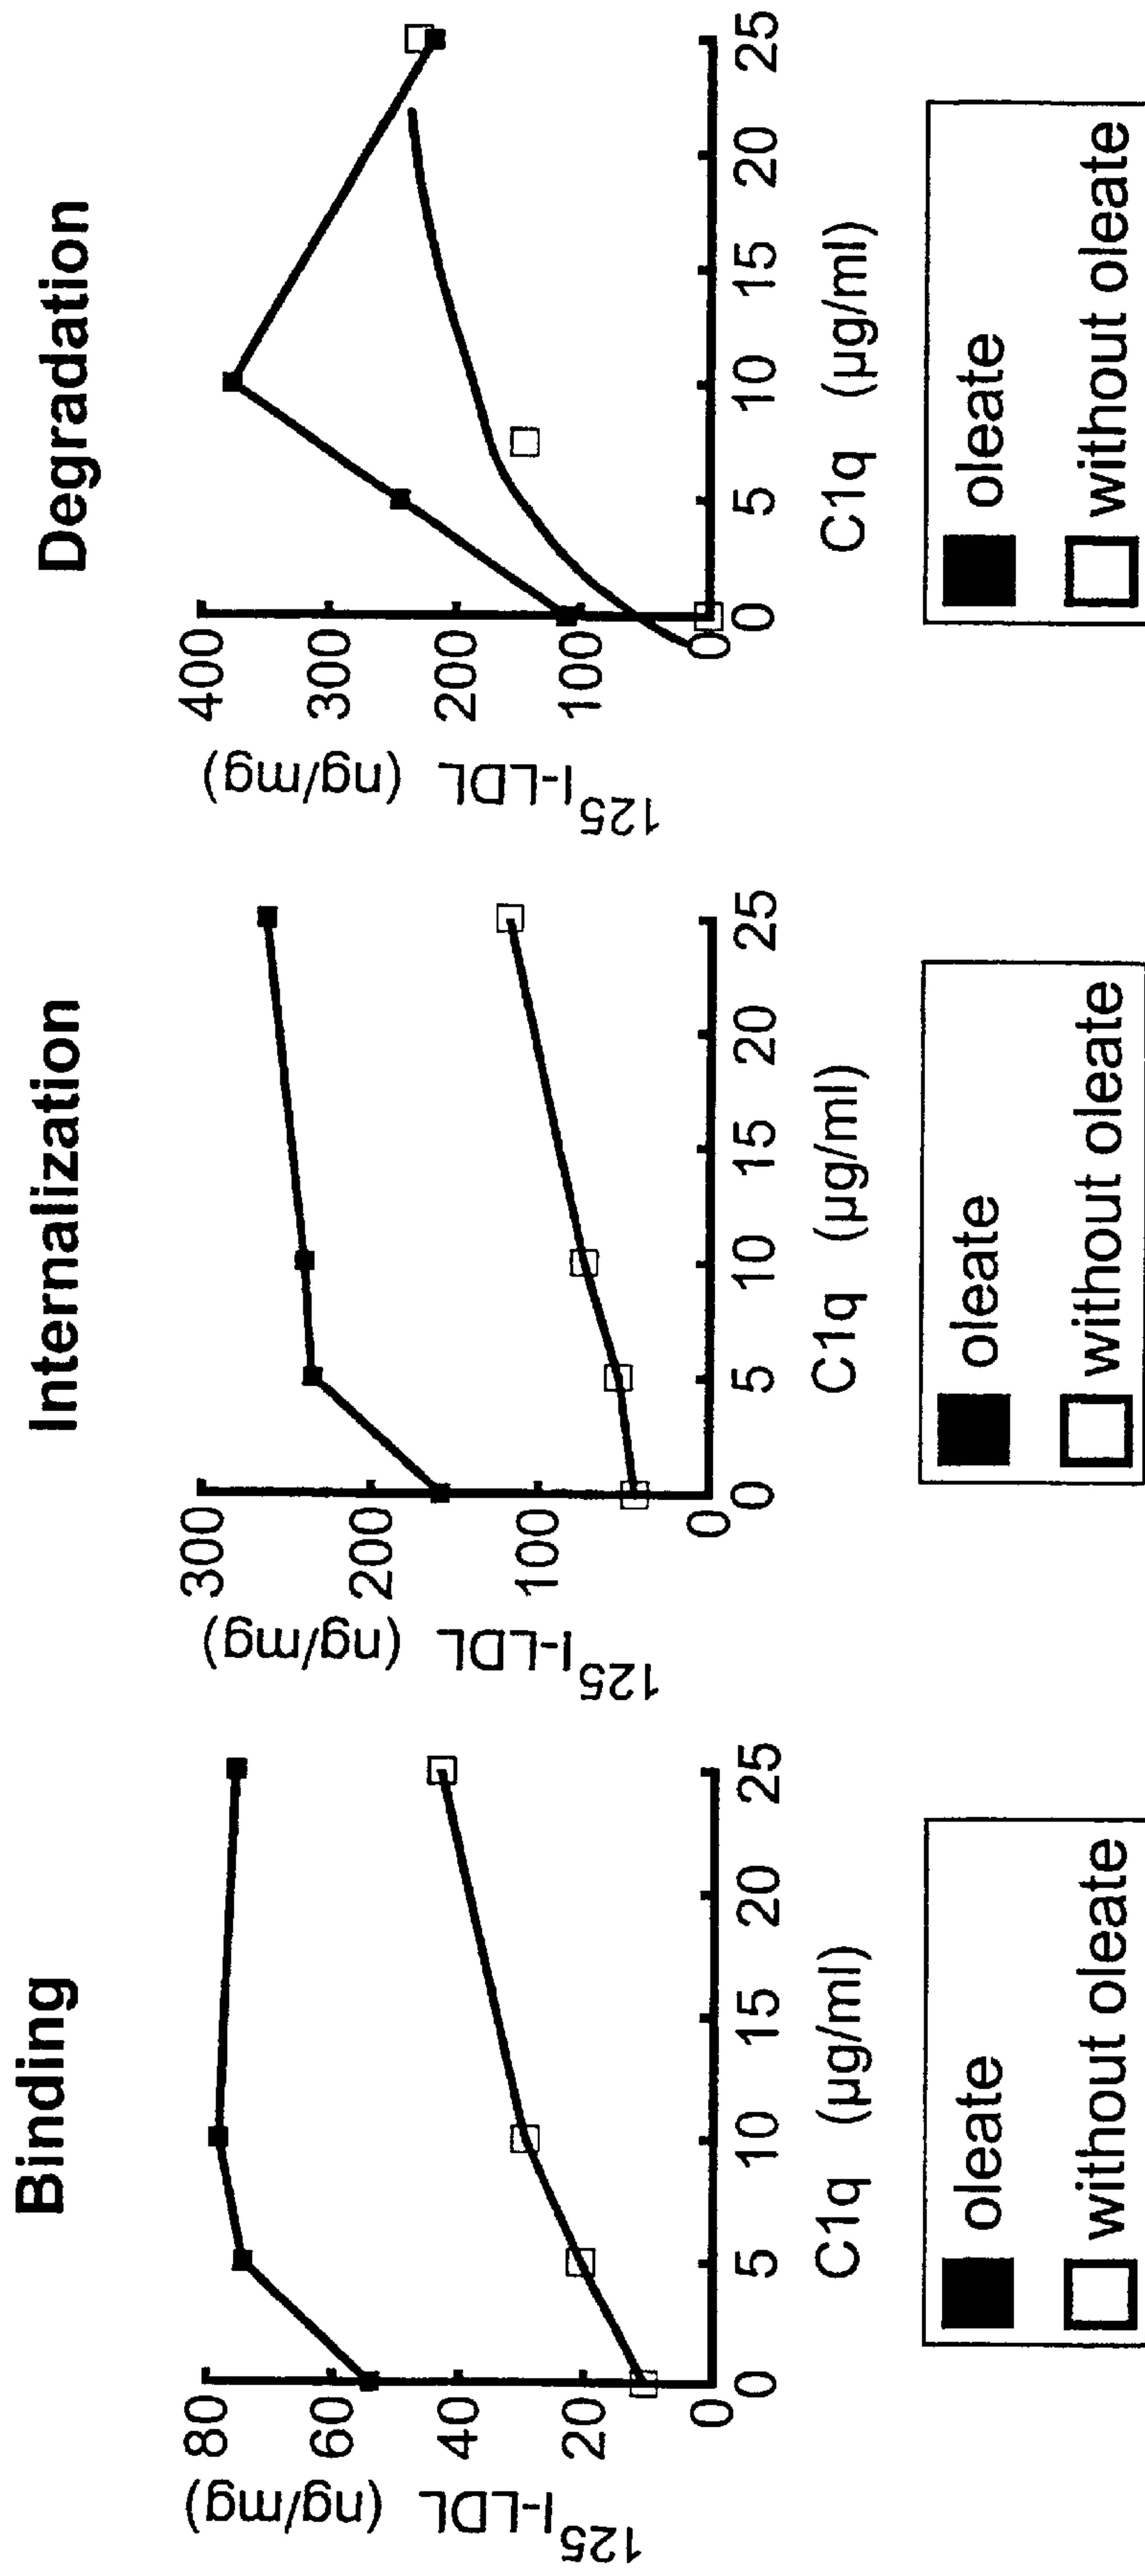 Binding
¹²⁵I-LDL (ng/mg)
80
60
40
20
0
0 5 10 15 20 25
C1q (µg/ml)
oleate
without oleate
Internalization
¹²⁵I-LDL (ng/mg)
300
200
100
0
0 5 10 15 20 25
C1q (µg/ml)
oleate
without oleate
Degradation
¹²⁵I-LDL (ng/mg)
400
300
200
100
0
0 5 10 15 20 25
C1q (µg/ml)
oleate
without oleate